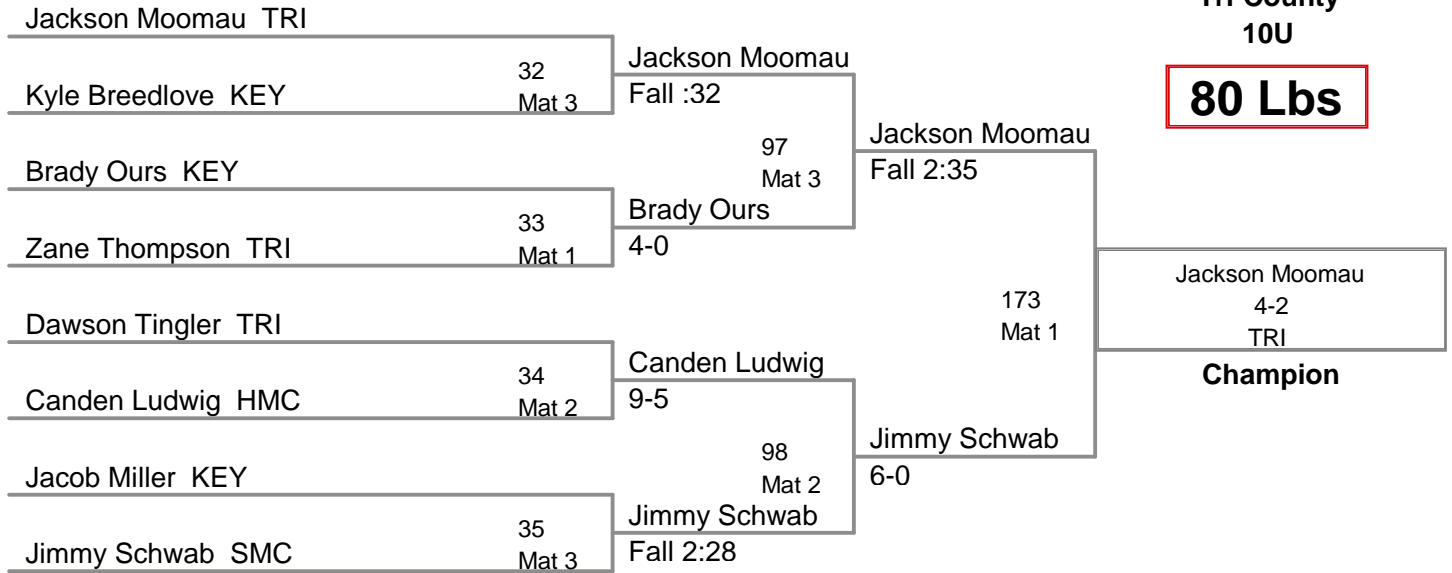 Jackson Moomau TRI
Kyle Breedlove KEY
32
Mat 3
Brady Ours KEY
Zane Thompson TRI
33
Mat 1
Dawson Tingler TRI
Canden Ludwig HMC
34
Mat 2
Jacob Miller KEY
Jimmy Schwab SMC
35
Mat 3
Jackson Moomau
Fall :32
97
Mat 3
Brady Ours
4-0
Canden Ludwig
9-5
98
Mat 2
Jimmy Schwab
Fall 2:28
Jackson Moomau
Fall 2:35
173
Mat 1
Jimmy Schwab
6-0
County
10U
80 Lbs
Jackson Moomau
4-2
TRI
Champion